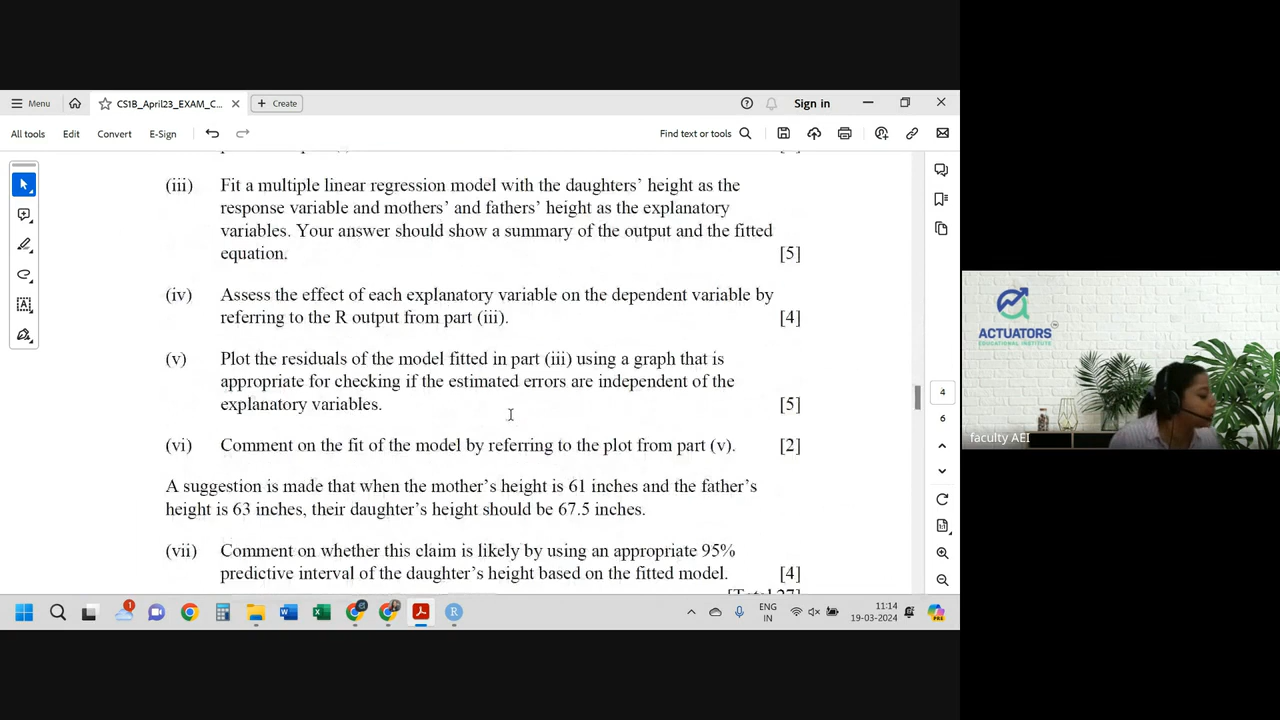 Menu
CS1B_April23_EXAM_C...
Create
Sign in
All tools
Edit
Convert
E-Sign
Find text or tools
(iii) Fit a multiple linear regression model with the daughters' height as the
response variable and mothers' and fathers' height as the explanatory
variables. Your answer should show a summary of the output and the fitted
equation. [5]
(iv) Assess the effect of each explanatory variable on the dependent variable by
referring to the R output from part (iii). [4]
(v) Plot the residuals of the model fitted in part (iii) using a graph that is
appropriate for checking if the estimated errors are independent of the
explanatory variables. [5]
(vi) Comment on the fit of the model by referring to the plot from part (v). [2]
A suggestion is made that when the mother's height is 61 inches and the father's
height is 63 inches, their daughter's height should be 67.5 inches.
(vii) Comment on whether this claim is likely by using an appropriate 95%
predictive interval of the daughter's height based on the fitted model. [4]
[Total 27]
4
6
ACTUATORS
EDUCATIONAL INSTITUTE
TM
faculty AEI
1
ENG
IN
11:14
19-03-2024